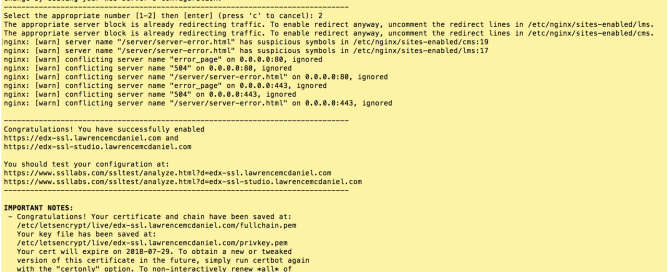 --------------------------------------------------------------------------------
Select the appropriate number [1-2] then [enter] (press 'c' to cancel): 2
The appropriate server block is already redirecting traffic. To enable redirect anyway, uncomment the redirect lines in /etc/nginx/sites-enabled/lms.
The appropriate server block is already redirecting traffic. To enable redirect anyway, uncomment the redirect lines in /etc/nginx/sites-enabled/cms.
nginx: [warn] server name "/server/server-error.html" has suspicious symbols in /etc/nginx/sites-enabled/cms:19
nginx: [warn] server name "/server/server-error.html" has suspicious symbols in /etc/nginx/sites-enabled/lms:17
nginx: [warn] conflicting server name "error_page" on 0.0.0.0:80, ignored
nginx: [warn] conflicting server name "504" on 0.0.0.0:80, ignored
nginx: [warn] conflicting server name "/server/server-error.html" on 0.0.0.0:80, ignored
nginx: [warn] conflicting server name "error_page" on 0.0.0.0:443, ignored
nginx: [warn] conflicting server name "504" on 0.0.0.0:443, ignored
nginx: [warn] conflicting server name "/server/server-error.html" on 0.0.0.0:443, ignored
--------------------------------------------------------------------------------
Congratulations! You have successfully enabled
https://edx-ssl.lawrencemcdaniel.com and
https://edx-ssl-studio.lawrencemcdaniel.com
You should test your configuration at:
https://www.ssllabs.com/ssltest/analyze.html?d=edx-ssl.lawrencemcdaniel.com
https://www.ssllabs.com/ssltest/analyze.html?d=edx-ssl-studio.lawrencemcdaniel.com
--------------------------------------------------------------------------------
IMPORTANT NOTES:
- Congratulations! Your certificate and chain have been saved at:
/etc/letsencrypt/live/edx-ssl.lawrencemcdaniel.com/fullchain.pem
Your key file has been saved at:
/etc/letsencrypt/live/edx-ssl.lawrencemcdaniel.com/privkey.pem
Your cert will expire on 2018-07-29. To obtain a new or tweaked
version of this certificate in the future, simply run certbot again
with the "certonly" option. To non-interactively renew *all* of